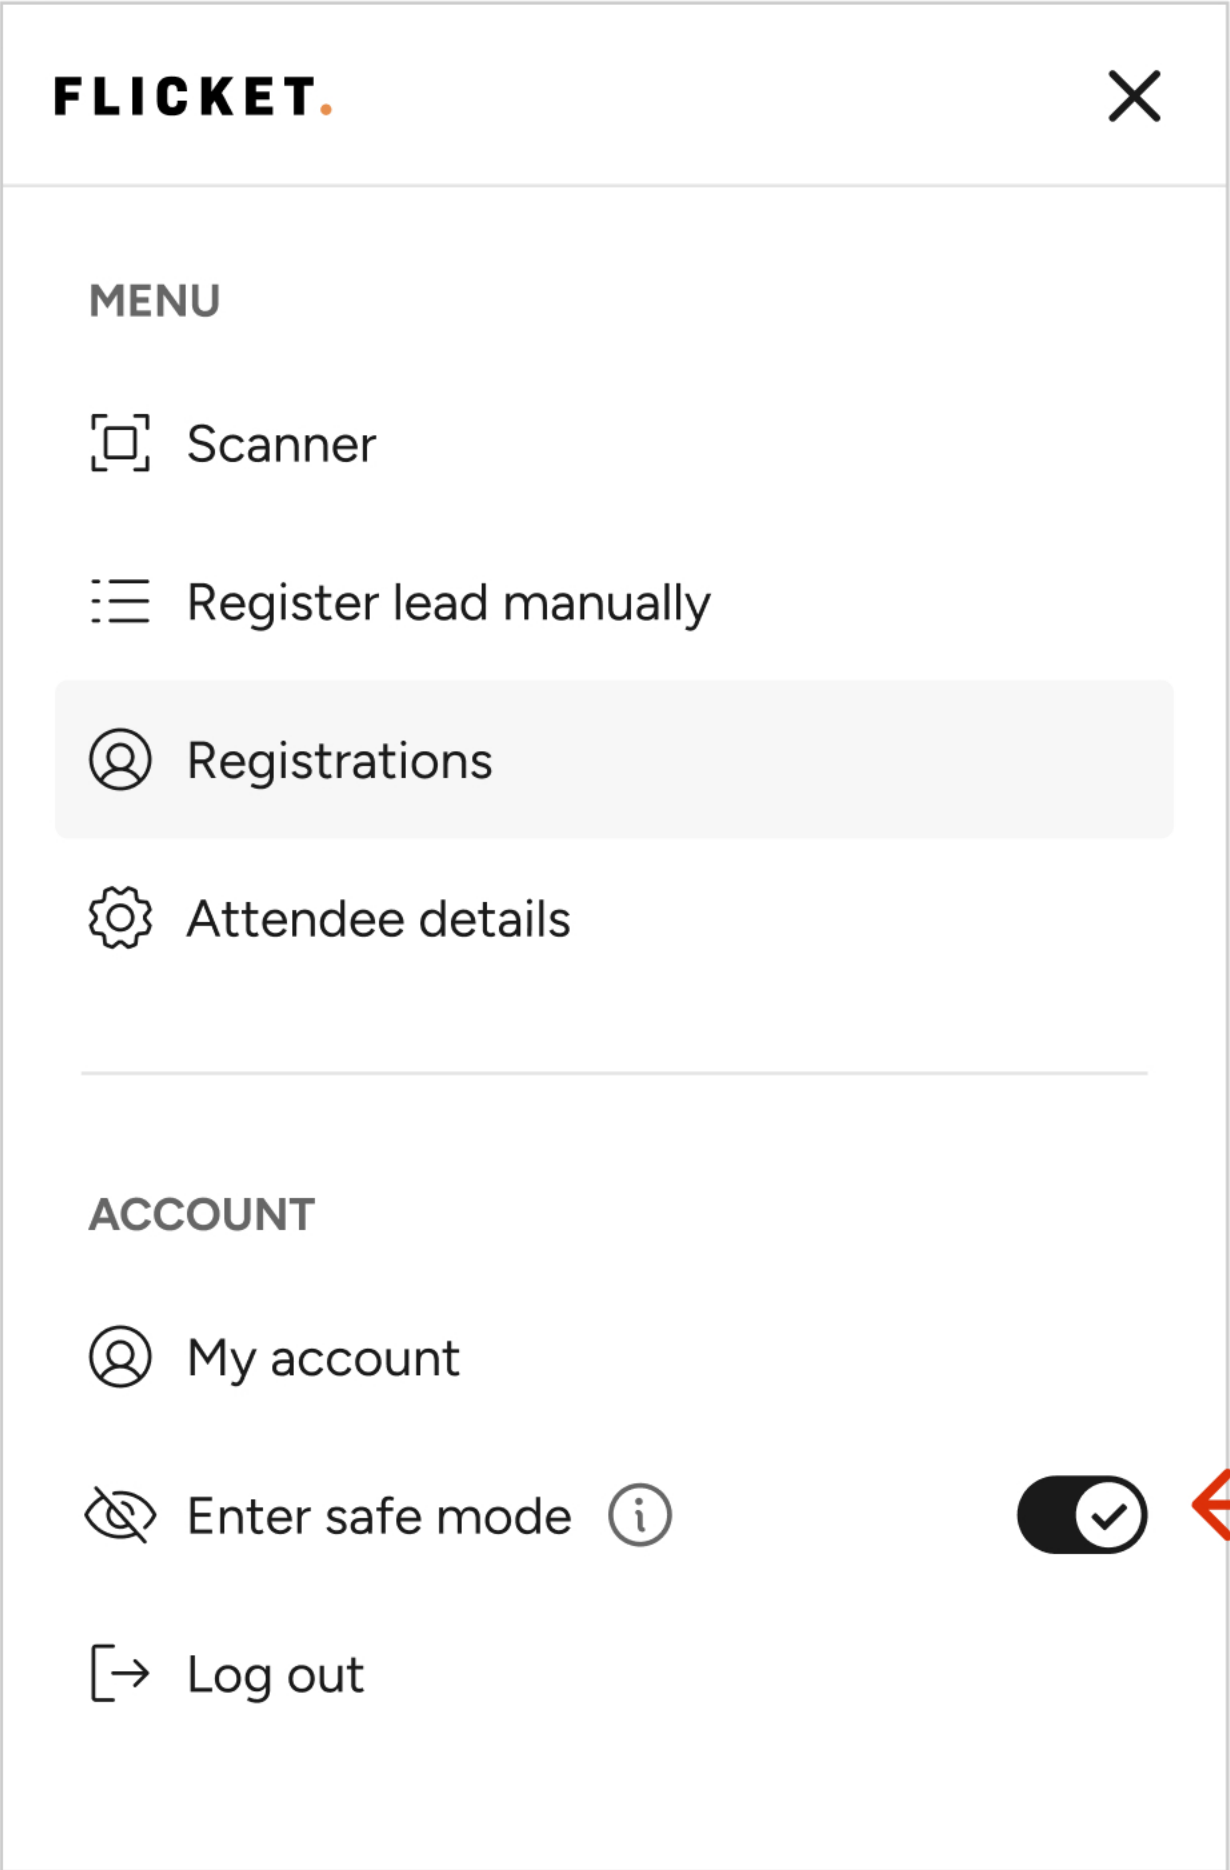 FLICKET.
MENU
Scanner
Register lead manually
Registrations
Attendee details
ACCOUNT
My account
Enter safe mode
Log out